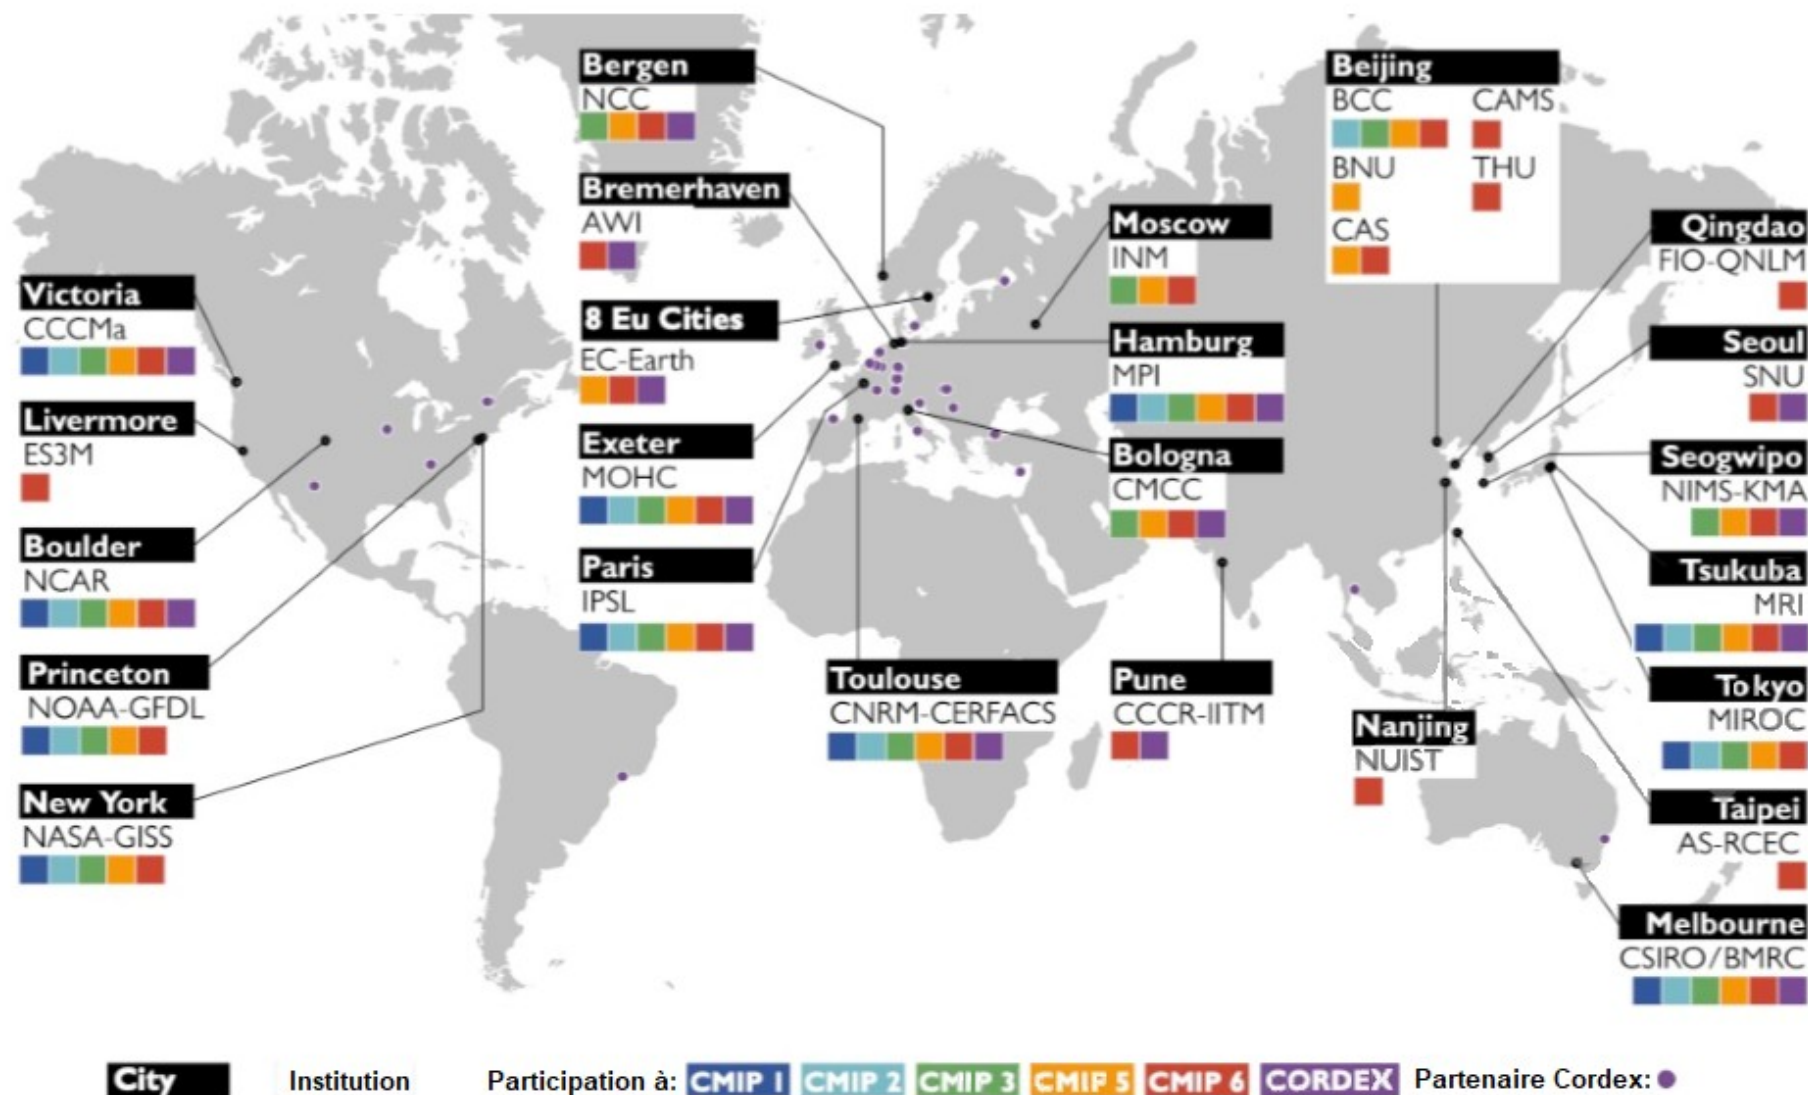 Bergen
NCC
Bremerhaven
AWI
8 Eu Cities
EC-Earth
Exeter
MOHC
Paris
IPSL
Victoria
CCCMa
Livermore
ES3M
Boulder
NCAR
Princeton
NOAA-GFDL
New York
NASA-GISS
Toulouse
CNRM-CERFACS
Moscow
INM
Hamburg
MPI
Bologna
CMCC
Pune
CCCR-IITM
Beijing
BCC CAMS
BNU THU
CAS
Nanjing
NUIST
Qingdao
FIO-QNLM
Seoul
SNU
Seogwipo
NIMS-KMA
Tsukuba
MRI
Tokyo
MIROC
Taipei
AS-RCEC
Melbourne
CSIRO/BMRC
City Institution Participation à: CMIP 1 CMIP 2 CMIP 3 CMIP 5 CMIP 6 CORDEX Partenaire Cordex: